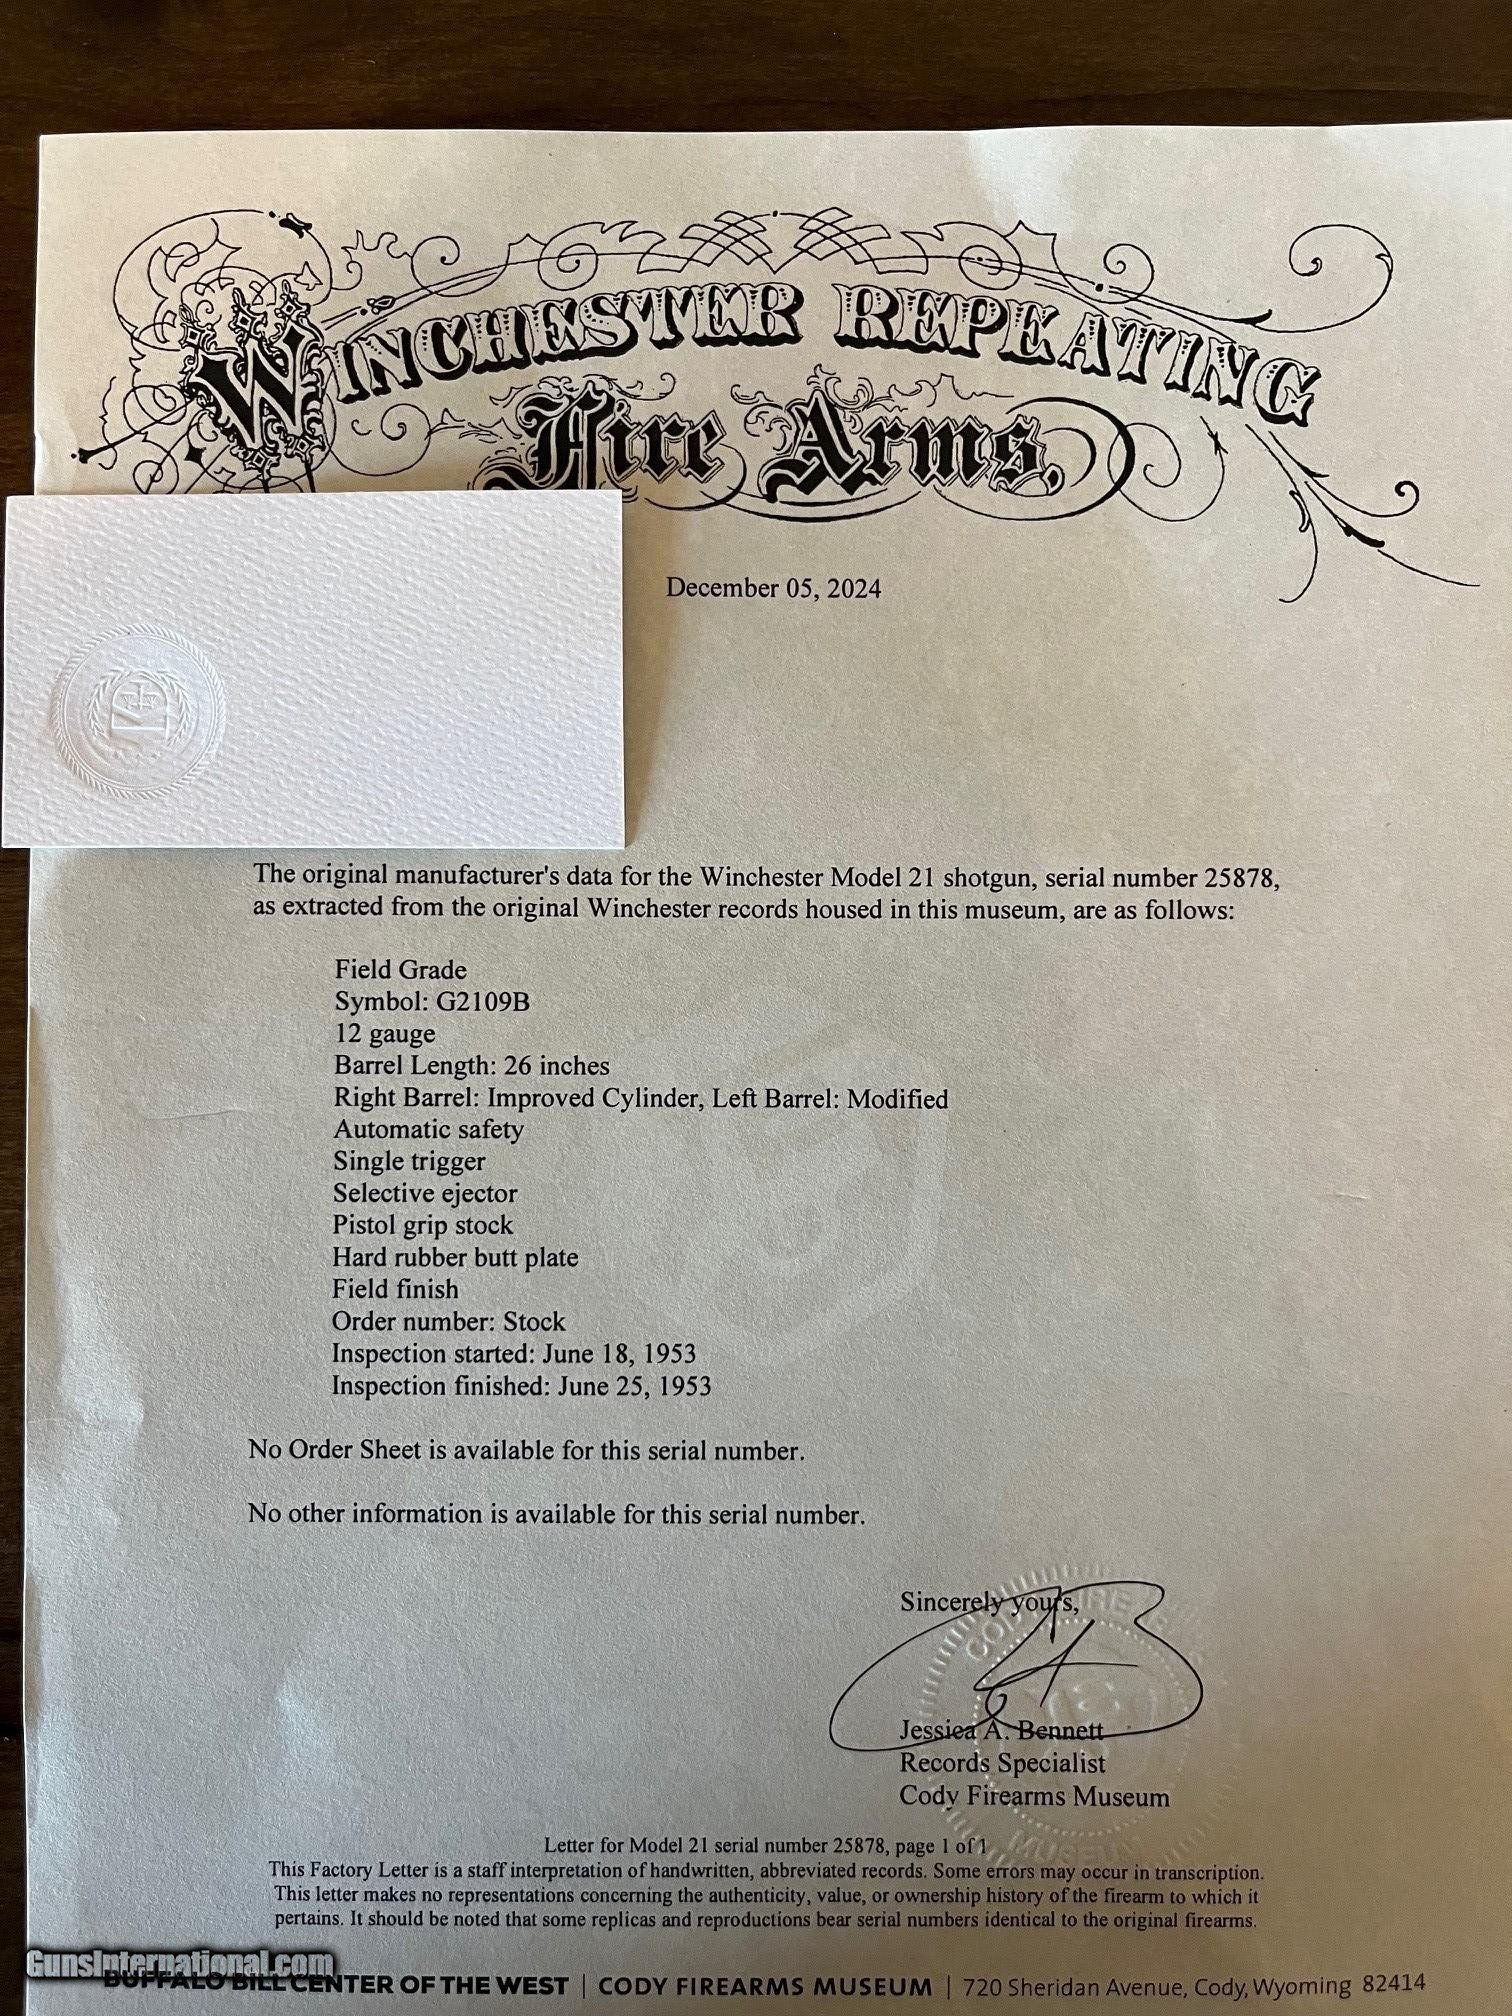 WINCHESTER REPEATING
Fire Arms,
December 05, 2024
The original manufacturer's data for the Winchester Model 21 shotgun, serial number 25878,
as extracted from the original Winchester records housed in this museum, are as follows:
Field Grade
Symbol: G2109B
12 gauge
Barrel Length: 26 inches
Right Barrel: Improved Cylinder, Left Barrel: Modified
Automatic safety
Single trigger
Selective ejector
Pistol grip stock
Hard rubber butt plate
Field finish
Order number: Stock
Inspection started: June 18, 1953
Inspection finished: June 25, 1953
No Order Sheet is available for this serial number.
No other information is available for this serial number.
Sincerely yours,
Jessica A. Bennett
Records Specialist
Cody Firearms Museum
Letter for Model 21 serial number 25878, page 1 of 1
This Factory Letter is a staff interpretation of handwritten, abbreviated records. Some errors may occur in transcription.
This letter makes no representations concerning the authenticity, value, or ownership history of the firearm to which it
pertains. It should be noted that some replicas and reproductions bear serial numbers identical to the original firearms.
GunsInternational.com
BUFFALO BILL CENTER OF THE WEST | CODY FIREARMS MUSEUM | 720 Sheridan Avenue, Cody, Wyoming 82414